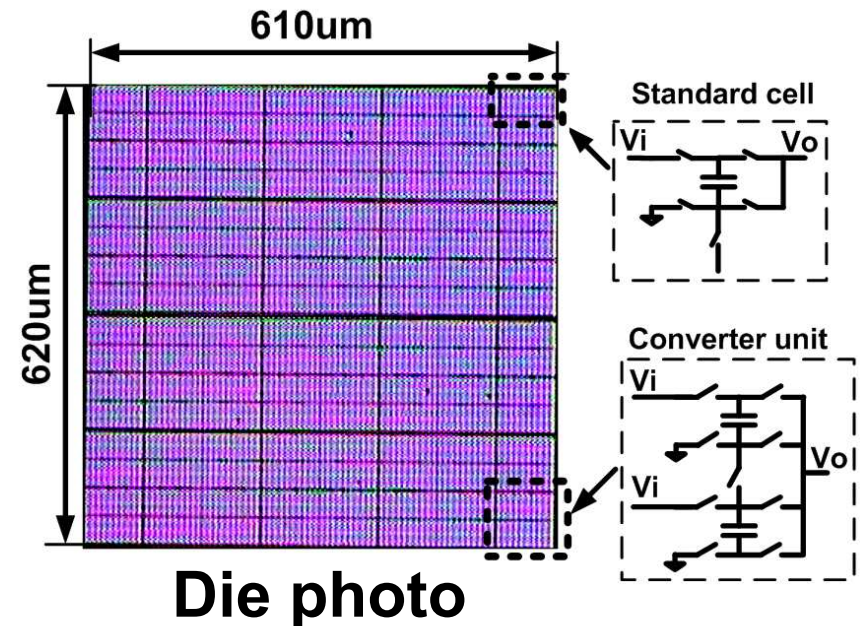 610um
Standard cell
Vi
Vo
620um
Converter unit
Vi
Vo
Vi
Die photo